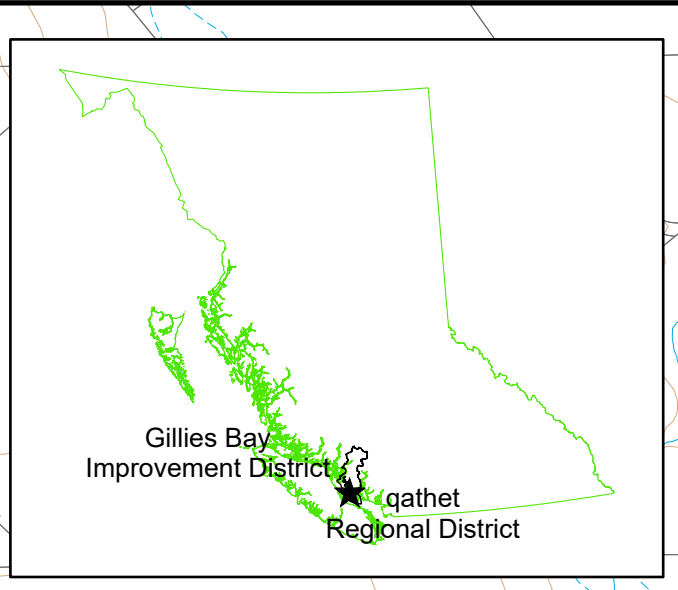 Gillies Bay
Improvement District
qathet
Regional District